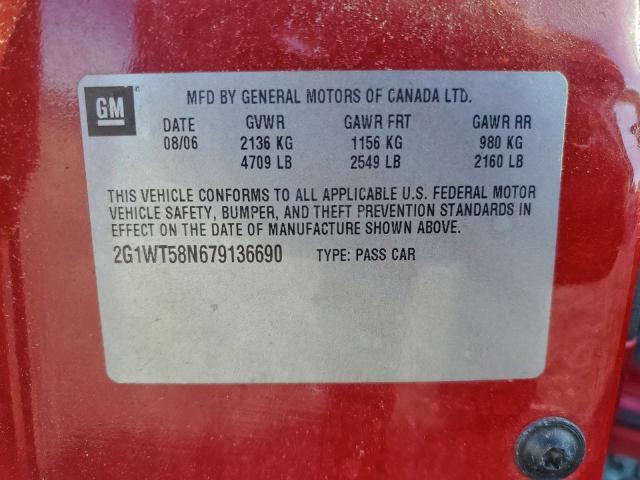 GM
MFD BY GENERAL MOTORS OF CANADA LTD.
DATE GVWR GAWR FRT GAWR RR
08/06 2136 KG 1156 KG 980 KG
4709 LB 2549 LB 2160 LB
THIS VEHICLE CONFORMS TO ALL APPLICABLE U.S. FEDERAL MOTOR
VEHICLE SAFETY, BUMPER, AND THEFT PREVENTION STANDARDS IN
EFFECT ON THE DATE OF MANUFACTURE SHOWN ABOVE.
2G1WT58N679136690 TYPE: PASS CAR